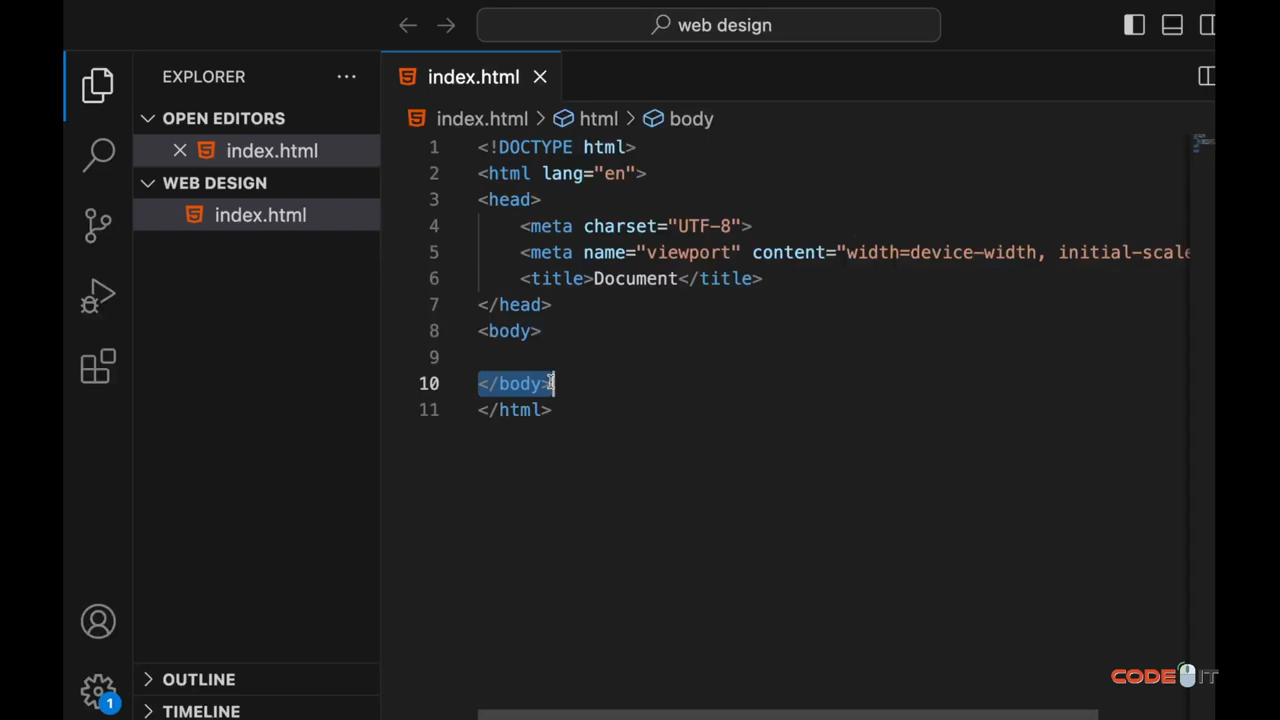 web design
EXPLORER ...
index.html
OPEN EDITORS
index.html
WEB DESIGN
index.html
index.html > html > body
1 <!DOCTYPE html>
2 <html lang="en">
3 <head>
4 <meta charset="UTF-8">
5 <meta name="viewport" content="width=device-width, initial-scale
6 <title>Document</title>
7 </head>
8 <body>
9
10 </body>
11 </html>
OUTLINE
1
TIMELINE
CODE IT